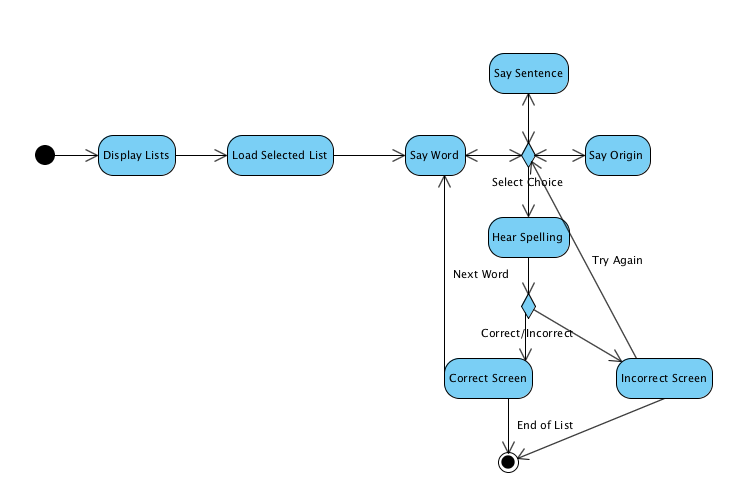 Say Sentence
Display Lists
Load Selected List
Say Word
Say Origin
Select Choice
Hear Spelling
Try Again
Next Word
Correct/Incorrect
Correct Screen
Incorrect Screen
End of List